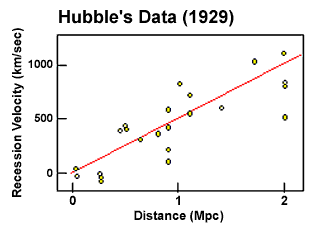 Hubble's Data (1929)
Recession Velocity (km/sec)
1000
500
0
0 1 2
Distance (Mpc)